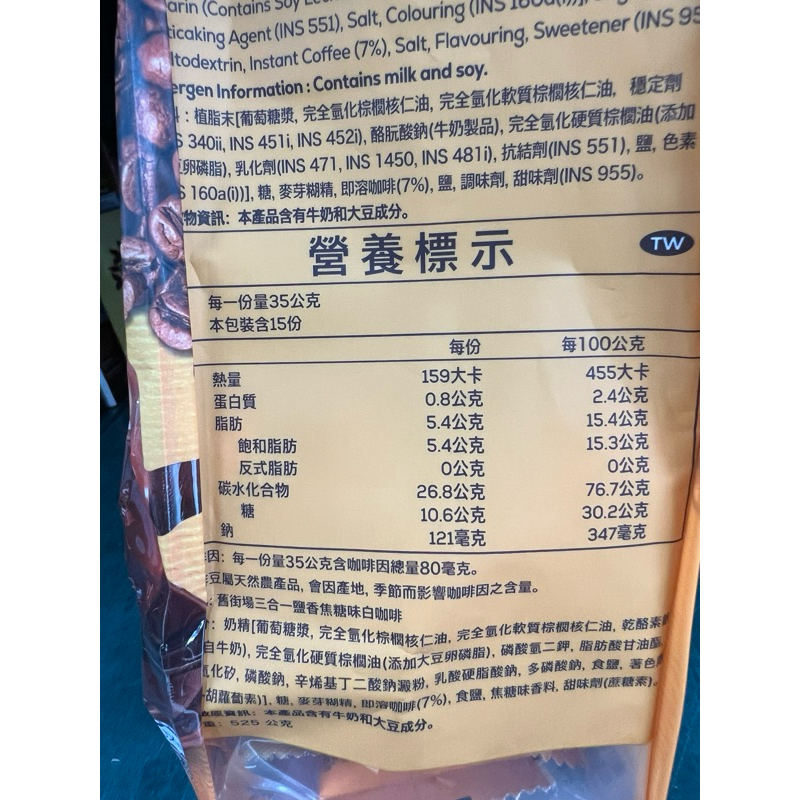 arin (Contains Soy
icaking Agent (INS 551), Salt, Colouring (INS 160a(i)),
ltodextrin, Instant Coffee (7%), Salt, Flavouring, Sweetener (INS 95
ergen Information : Contains milk and soy.
：植脂末[葡萄糖漿, 完全氫化棕櫚核仁油, 完全氫化軟質棕櫚核仁油, 穩定劑
S 340ii, INS 451i, INS 452i), 酪朊酸鈉(牛奶製品), 完全氫化硬質棕櫚油(添加
卵磷脂), 乳化劑(INS 471, INS 1450, INS 481i), 抗結劑(INS 551), 鹽, 色素
S 160a(i))], 糖, 麥芽糊精, 即溶咖啡(7%), 鹽, 調味劑, 甜味劑(INS 955)。
物資訊：本產品含有牛奶和大豆成分。
營養標示 TW
每一份量35公克
本包裝含15份
每份 每100公克
熱量 159大卡 455大卡
蛋白質 0.8公克 2.4公克
脂肪 5.4公克 15.4公克
飽和脂肪 5.4公克 15.3公克
反式脂肪 0公克 0公克
碳水化合物 26.8公克 76.7公克
糖 10.6公克 30.2公克
鈉 121毫克 347毫克
因：每一份量35公克含咖啡因總量80毫克。
豆屬天然農產品, 會因產地, 季節而影響咖啡因之含量。
：舊街場三合一鹽香焦糖味白咖啡
：奶精[葡萄糖漿, 完全氫化棕櫚核仁油, 完全氫化軟質棕櫚核仁油, 乾酪素
自牛奶), 完全氫化硬質棕櫚油(添加大豆卵磷脂), 磷酸氫二鉀, 脂肪酸甘油酯
氧化矽, 磷酸鈉, 辛烯基丁二酸鈉澱粉, 乳酸硬脂酸鈉, 多磷酸鈉, 食鹽, 著色
胡蘿蔔素)], 糖, 麥芽糊精, 即溶咖啡(7%), 食鹽, 焦糖味香料, 甜味劑(蔗糖素)。
資訊：本產品含有牛奶和大豆成分。
重：525 公克